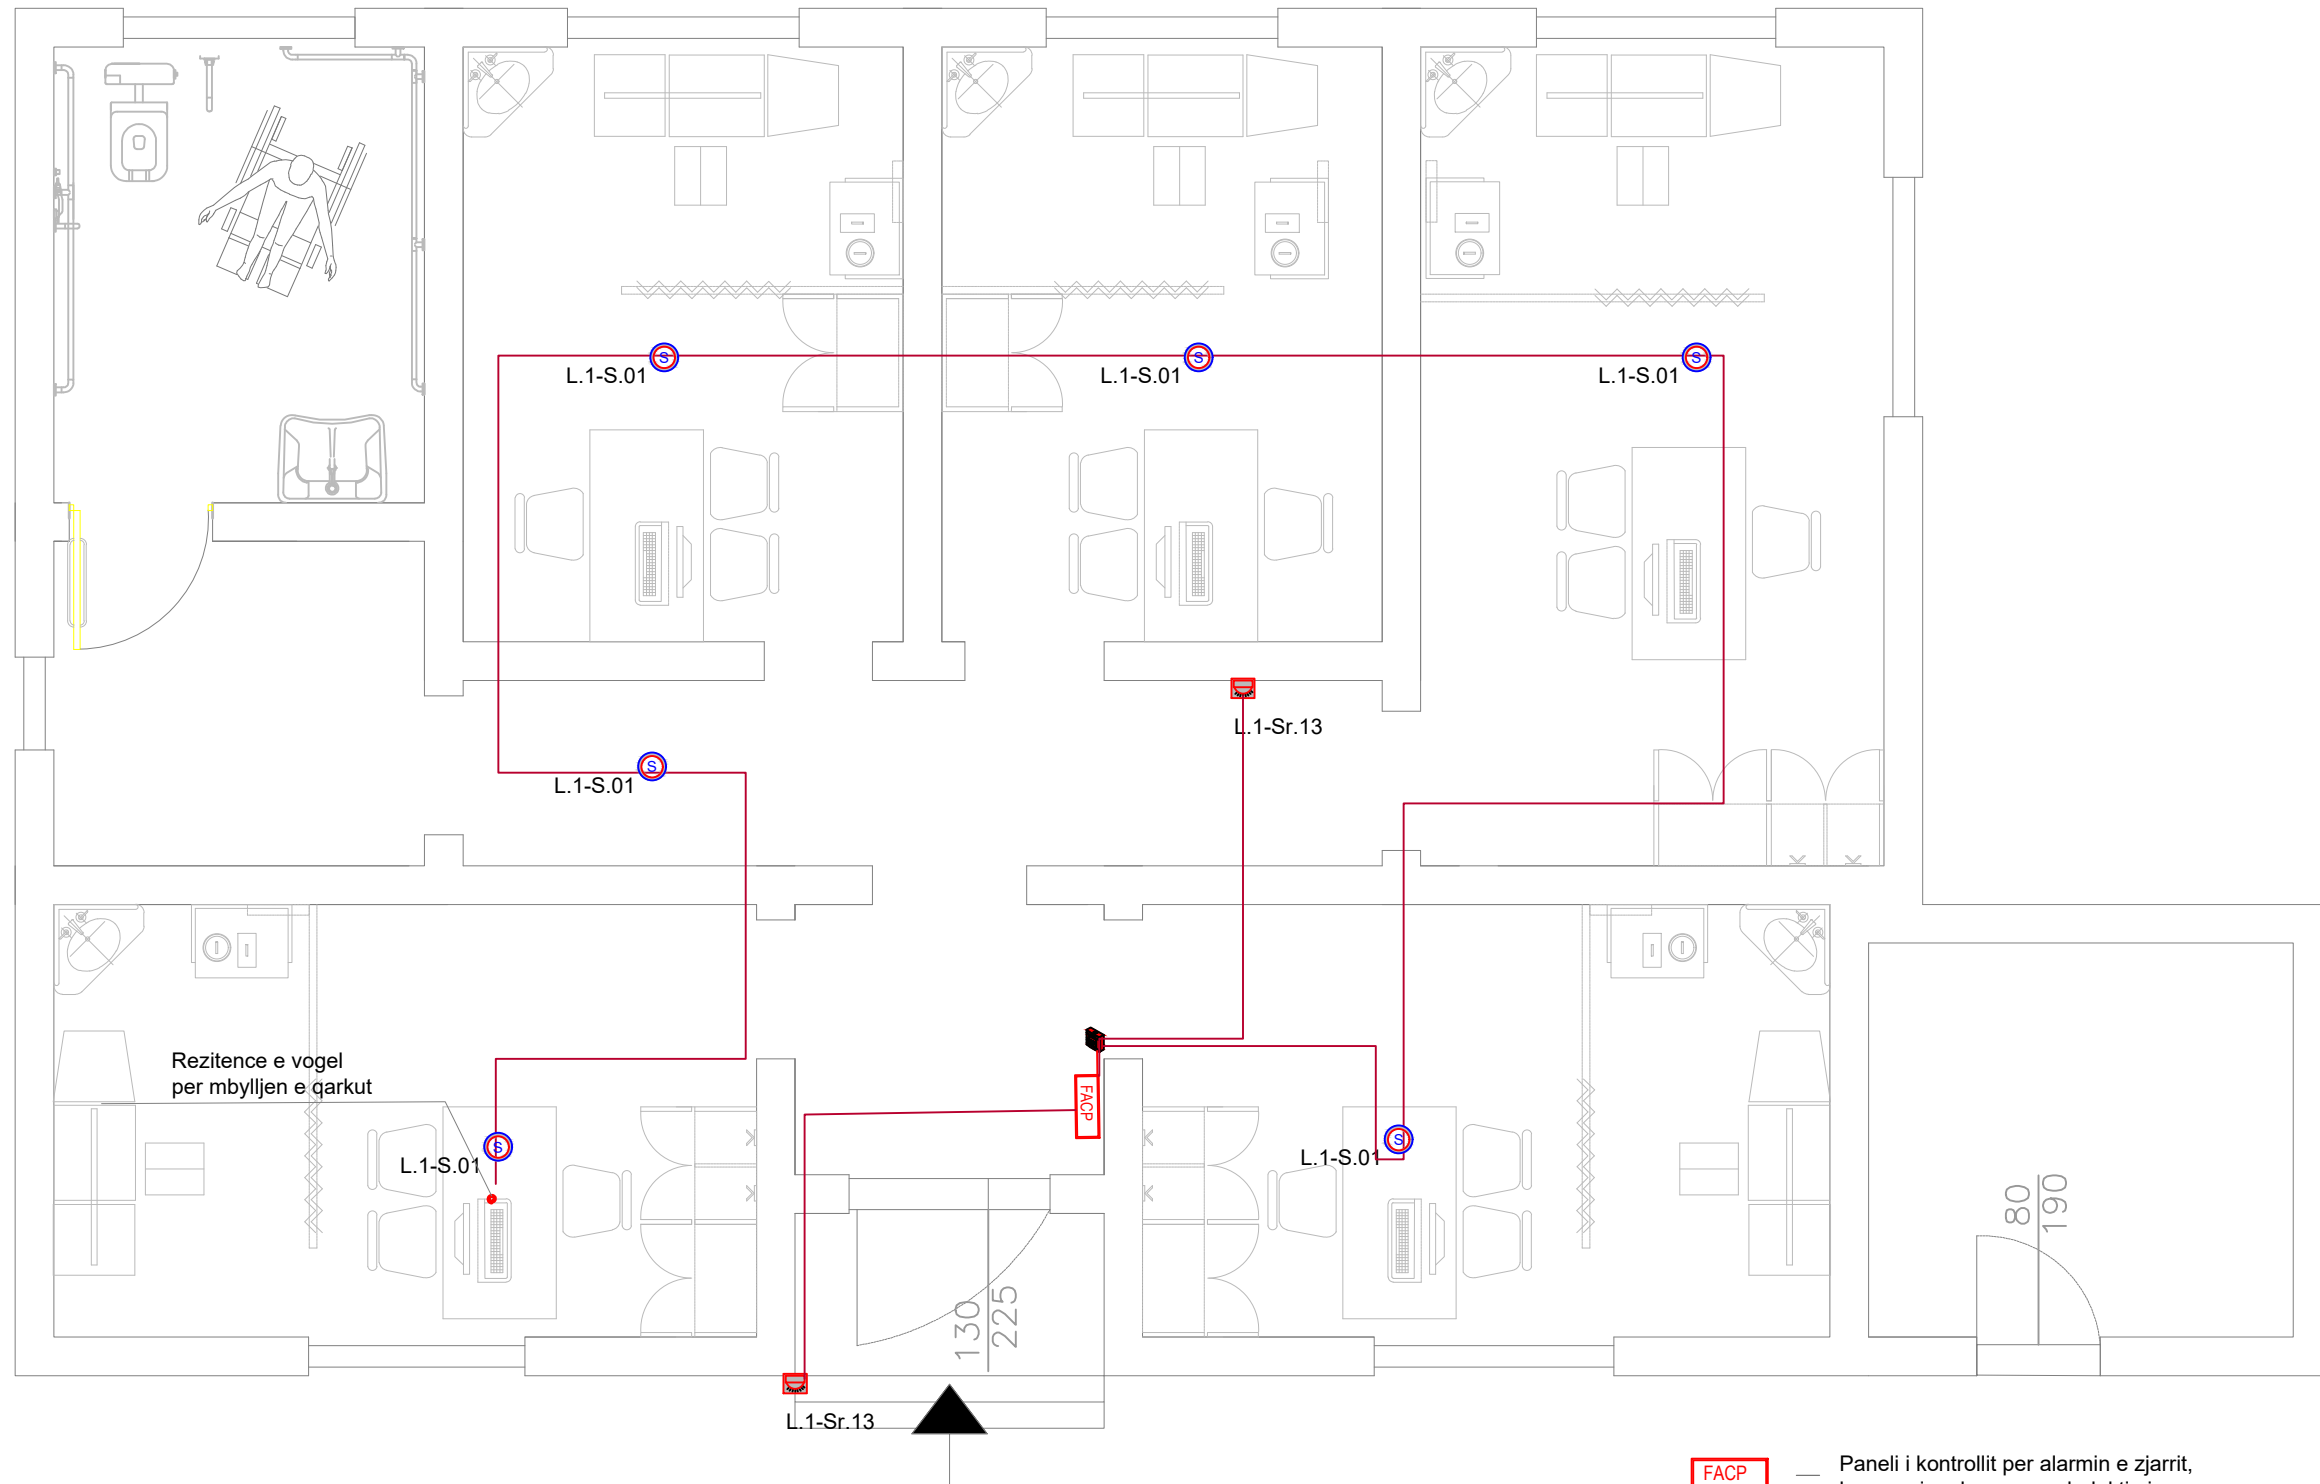 S
S
S
L.1-S.01
L.1-S.01
L.1-S.01
L.1-Sr.13
S
L.1-S.01
Rezitence e vogel
per mbylljen e qarkut
FACP
S
L.1-S.01
S
L.1-S.01
80
190
130
225
L.1-Sr.13
FACP
Paneli i kontrollit per alarmin e zjarrit,